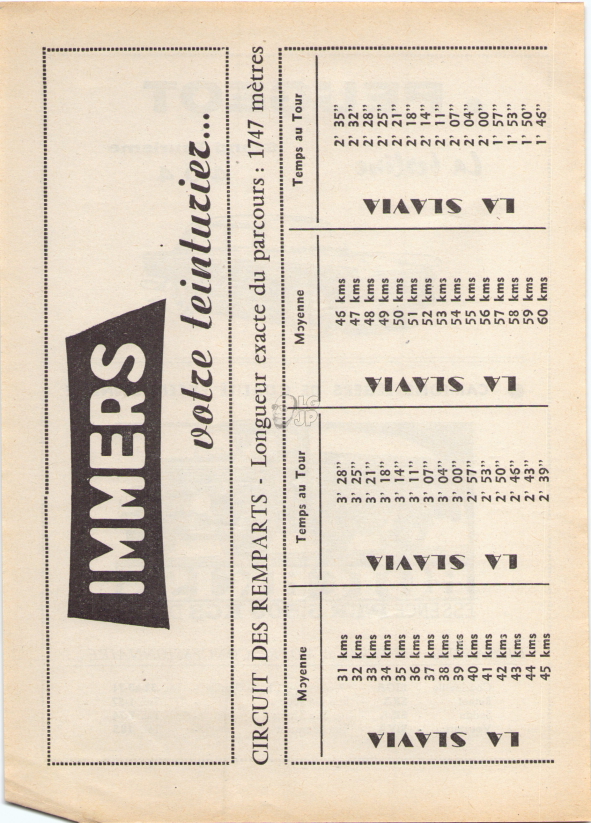 IMMERS
votre teinturier...
CIRCUIT DES REMPARTS - Longueur exacte du parcours : 1747 mètres
Moyenne
LA SLAVIA
31 kms
32 kms
33 kms
34 kms
35 kms
36 kms
37 kms
38 kms
39 kms
40 kms
41 kms
42 kms
43 kms
44 kms
45 kms
Temps au Tour
LA SLAVIA
3' 28''
3' 25''
3' 21''
3' 18''
3' 14''
3' 11''
3' 07''
3' 04''
3' 00''
2' 57''
2' 53''
2' 50''
2' 46''
2' 43''
2' 39''
Moyenne
LA SLAVIA
46 kms
47 kms
48 kms
49 kms
50 kms
51 kms
52 kms
53 kms
54 kms
55 kms
56 kms
57 kms
58 kms
59 kms
60 kms
Temps au Tour
LA SLAVIA
2' 35''
2' 32''
2' 28''
2' 25''
2' 21''
2' 18''
2' 14''
2' 11''
2' 07''
2' 04''
2' 00''
1' 57''
1' 53''
1' 50''
1' 46''